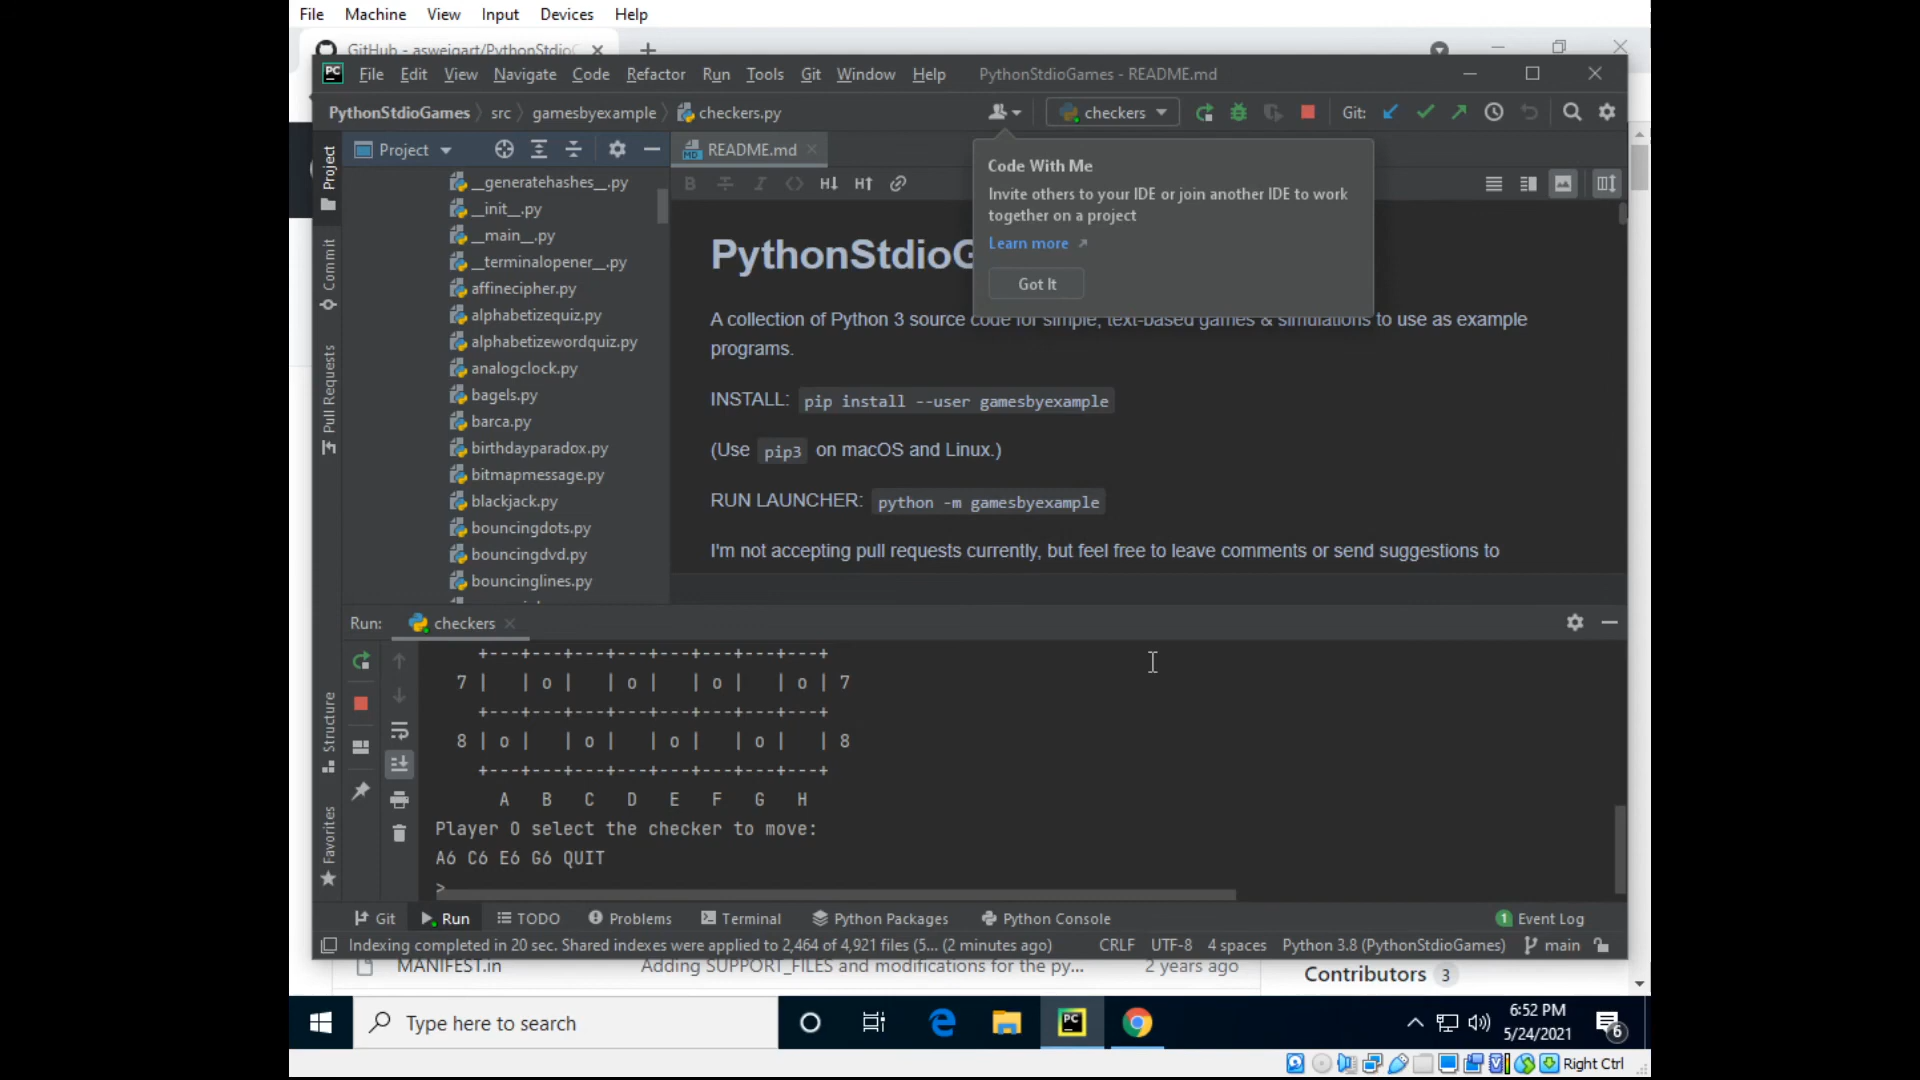 File Machine View Input Devices Help
GitHub - asweigart/PythonStdioG
PC File Edit View Navigate Code Refactor Run Tools Git Window Help PythonStdioGames - README.md
PythonStdioGames src gamesbyexample checkers.py checkers Git:
Project README.md
Project
Commit
Pull Requests
Structure
Favorites
__generatehashes__.py
__init__.py
__main__.py
__terminalopener__.py
affinecipher.py
alphabetizequiz.py
alphabetizewordquiz.py
analogclock.py
bagels.py
barca.py
birthdayparadox.py
bitmapmessage.py
blackjack.py
bouncingdots.py
bouncingdvd.py
bouncinglines.py
Code With Me
Invite others to your IDE or join another IDE to work
together on a project
Learn more
Got It
PythonStdioG
A collection of Python 3 source code for simple, text-based games & simulations to use as example
programs.
INSTALL: pip install --user gamesbyexample
(Use pip3 on macOS and Linux.)
RUN LAUNCHER: python -m gamesbyexample
I'm not accepting pull requests currently, but feel free to leave comments or send suggestions to
Run: checkers
+---+---+---+---+---+---+---+---+
7 |   | o |   | o |   | o |   | o | 7
+---+---+---+---+---+---+---+---+
8 | o |   | o |   | o |   | o |   | 8
+---+---+---+---+---+---+---+---+
A B C D E F G H
Player O select the checker to move:
A6 C6 E6 G6 QUIT
>
Git Run TODO Problems Terminal Python Packages Python Console 1 Event Log
Indexing completed in 20 sec. Shared indexes were applied to 2,464 of 4,921 files (5... (2 minutes ago) CRLF UTF-8 4 spaces Python 3.8 (PythonStdioGames) main
MANIFEST.in Adding SUPPORT_FILES and modifications for the py... 2 years ago
Contributors 3
Type here to search
6:52 PM
5/24/2021
6
Right Ctrl